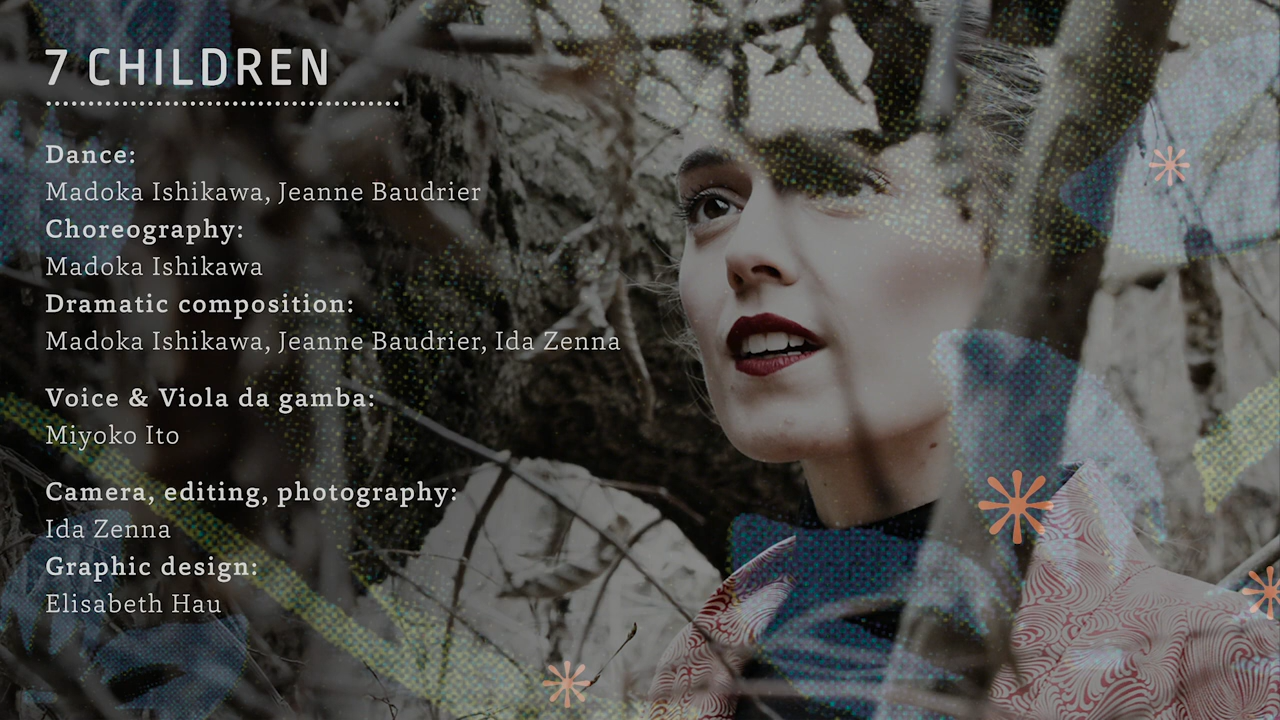 7 CHILDREN
Dance:
Madoka Ishikawa, Jeanne Baudrier
Choreography:
Madoka Ishikawa
Dramatic composition:
Madoka Ishikawa, Jeanne Baudrier, Ida Zenna
Voice & Viola da gamba:
Miyoko Ito
Camera, editing, photography:
Ida Zenna
Graphic design:
Elisabeth Hau